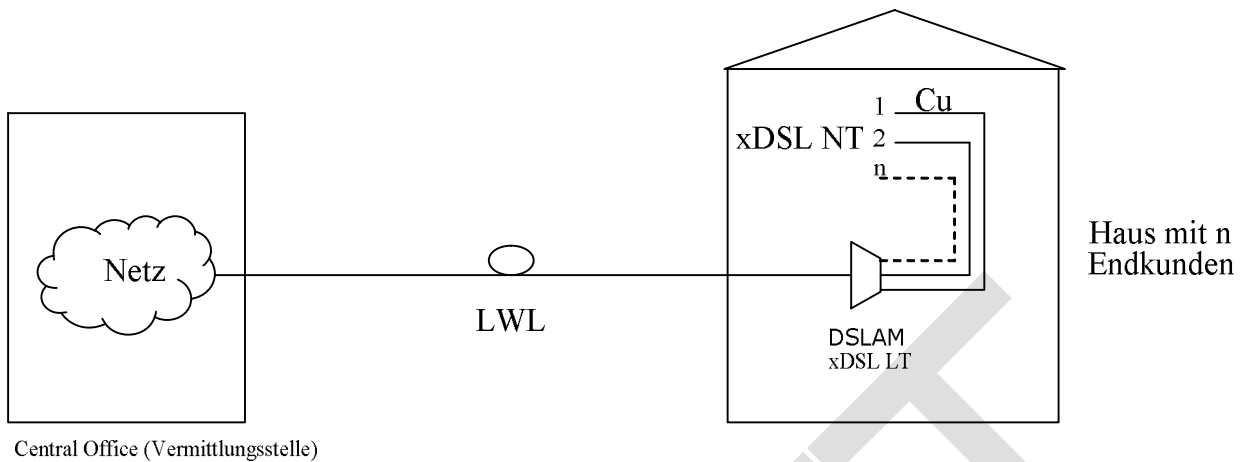 1 Cu
xDSL NT 2
n
Netz
LWL
DSLAM
xDSL LT
Haus mit n
Endkunden
Central Office (Vermittlungsstelle)